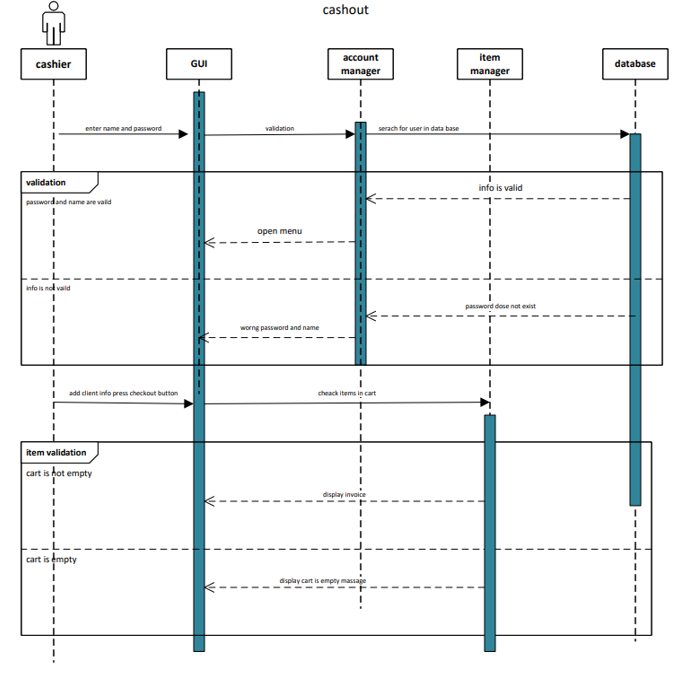 cashout
cashier
GUI
account
manager
item
manager
database
enter name and password
validation
serach for user in data base
validation
password and name are valid
info is valid
open menu
info is not vaild
password dose not exist
worng password and name
add client info press checkout button
cheack items in cart
item validation
cart is not empty
display invoice
cart is empty
display cart is empty massage